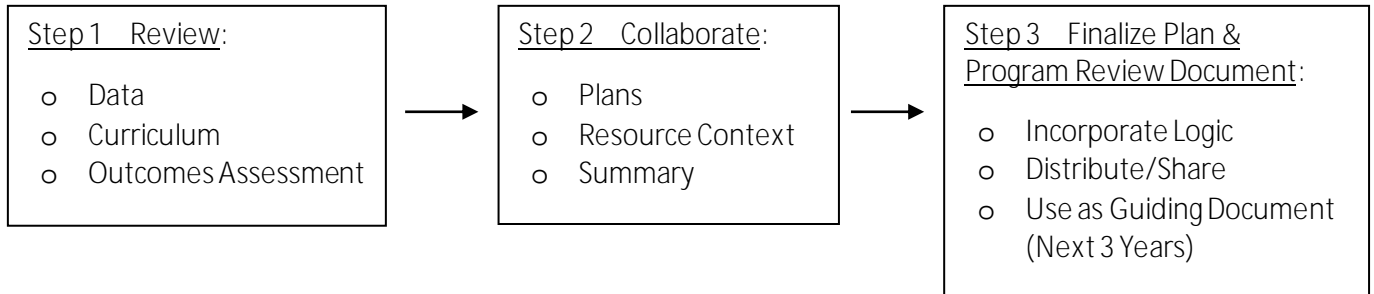 Step 1 Review:
o Data
o Curriculum
o Outcomes Assessment
Step 2 Collaborate:
o Plans
o Resource Context
o Summary
Step 3 Finalize Plan &
Program Review Document:
o Incorporate Logic
o Distribute/Share
o Use as Guiding Document
(Next 3 Years)